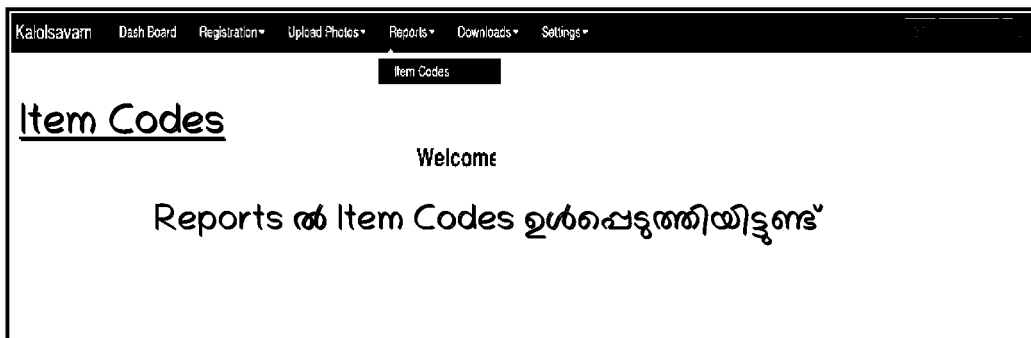 Kalolsavam Dash Board Registration Upload Photos Reports Downloads Settings
Item Codes
Item Codes
Welcome
Reports ൽ Item Codes ഉൾപ്പെടുത്തിയിട്ടുണ്ട്